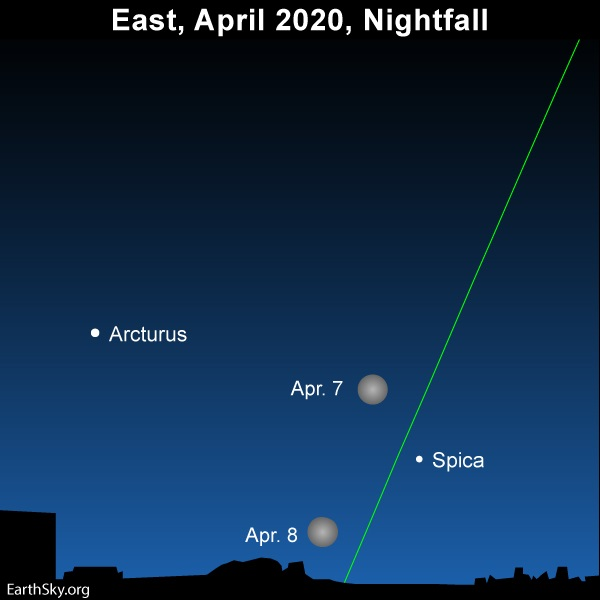 East, April 2020, Nightfall
Arcturus
Apr. 7
Spica
Apr. 8
EarthSky.org